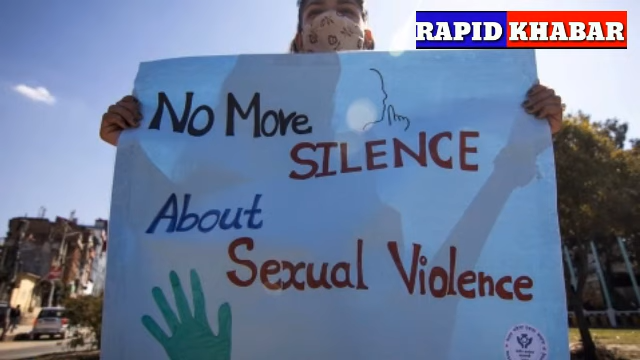 RAPID KHABAR
No More
SILENCE
About
Sexual Violence